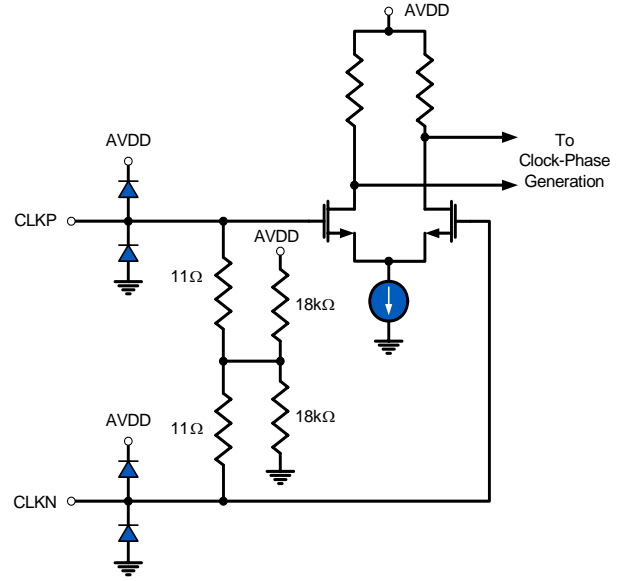 AVDD
To
Clock-Phase
Generation
AVDD
CLKP
AVDD
11Ω
18kΩ
11Ω
18kΩ
AVDD
CLKN